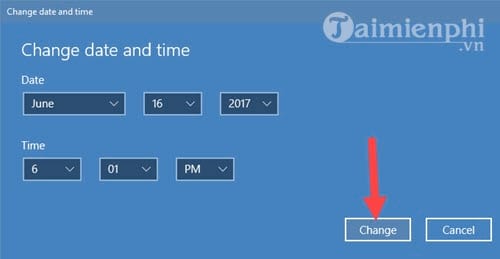 Change date and time
Taimienphi
.vn
Change date and time
Date
June 16 2017
Time
6 01 PM
Change Cancel